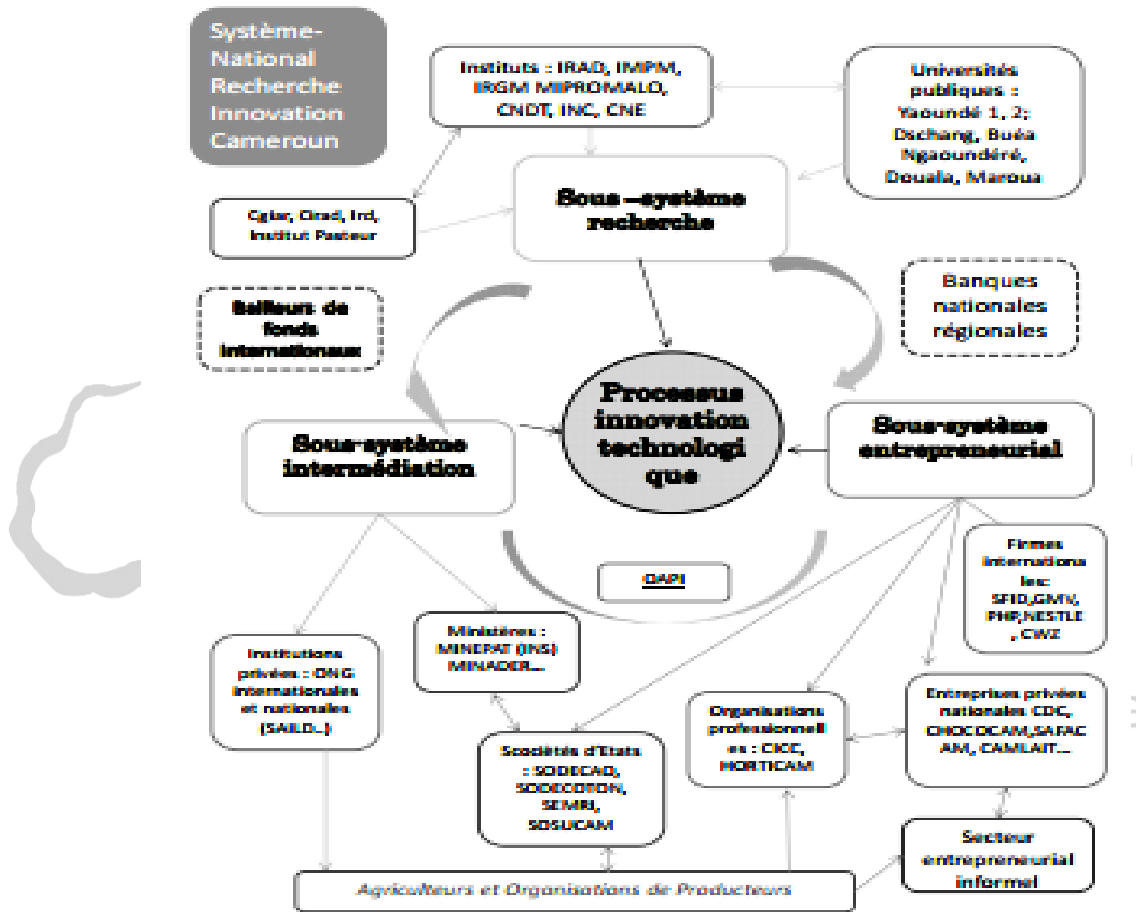 Système-
National
Recherche
Innovation
Cameroun
Instituts : IRAD, IMPM,
IRGM MIIPROMALO,
CNDT, INC, CNE
Universités
publiques :
Yaoundé 1, 2;
Dschang, Buéa
Ngaoundéré,
Douala, Maroua
Cgiar, Cirad, Ird,
Institut Pasteur
Sous –système
recherche
Bailleurs de
fonds
internationaux
Banques
nationales
régionales
Processus
innovation
technologi
que
Sous-système
intermédiation
Sous-système
entrepreneurial
OAPI
Firmes
internationa
les:
SFID,GMV,
PHP,NESTLE
, CWZ
Ministères :
MINEPAT (INS)
MINADER...
Institutions
privées : ONG
internationales
et nationales
(SAILD..)
Organisations
professionnell
es : CICC,
HORTICAM
Entreprises privées
nationales CDC,
CHOCOCAM,SAFAC
AM, CAMLAIT...
Scodiétés d'Etats
: SODECAO,
SODECOTON,
SEMRI,
SOSUCAM
Secteur
entrepreneurial
informel
Agriculteurs et Organisations de Producteurs